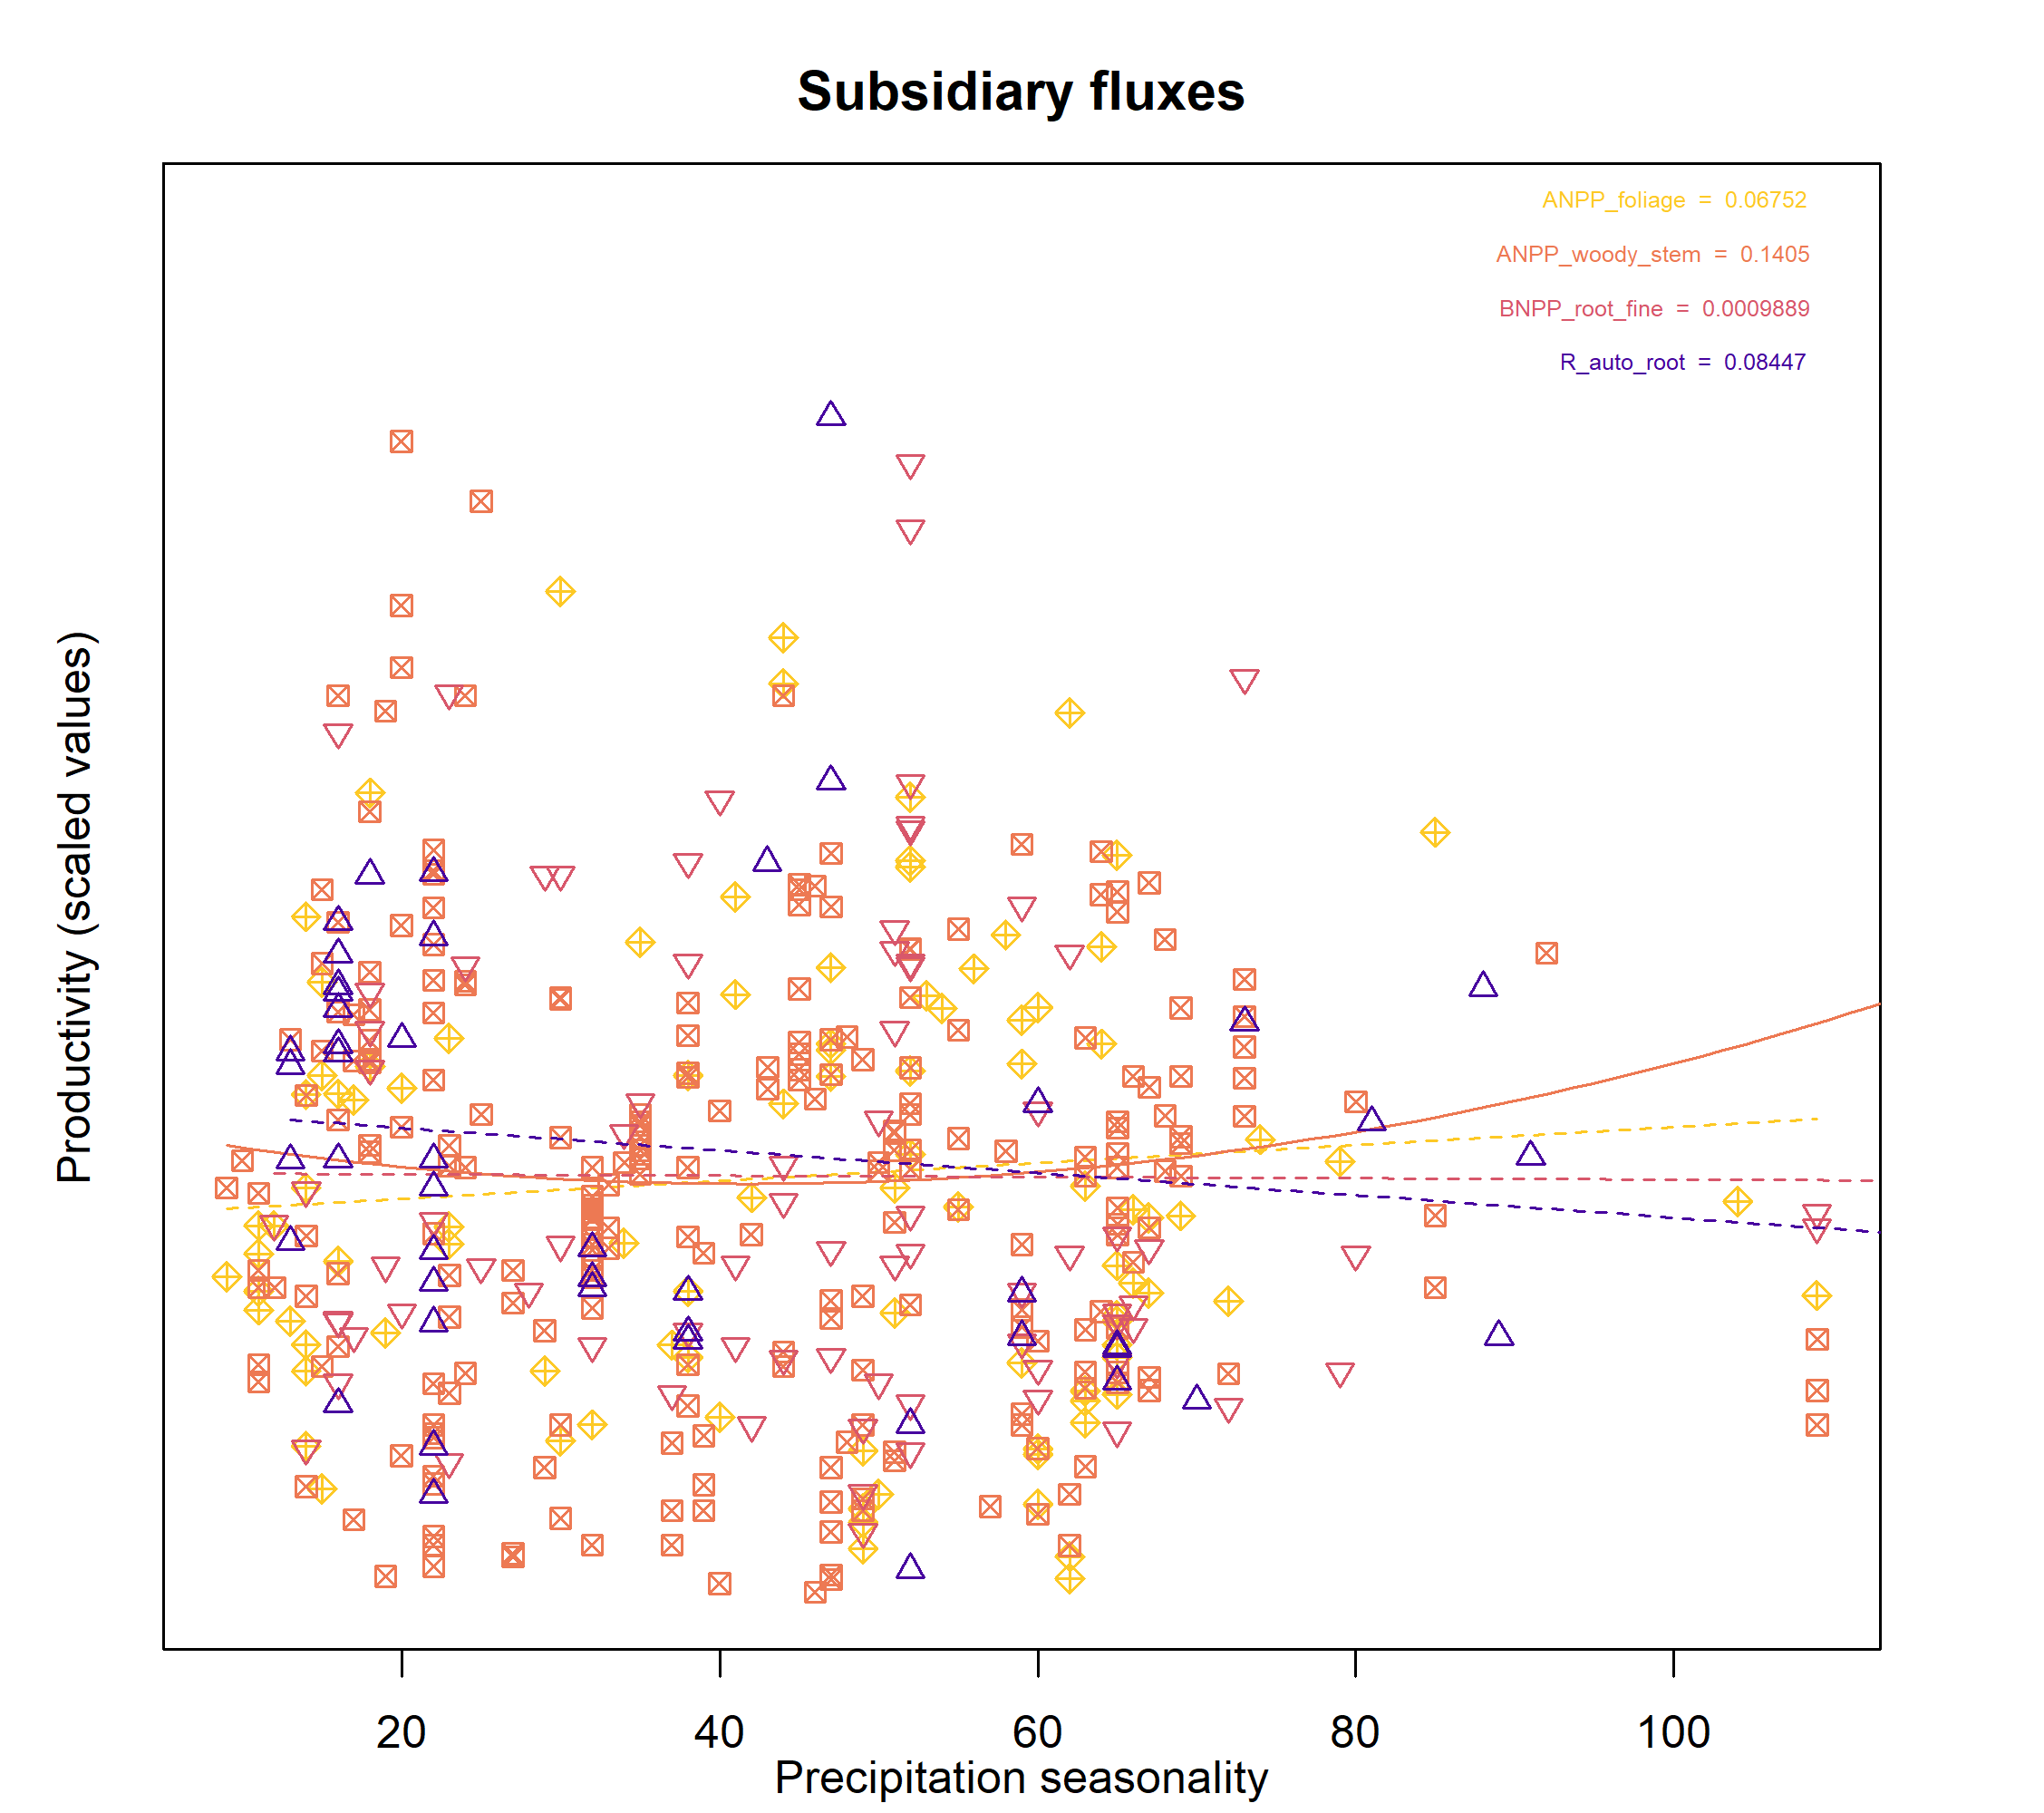 Subsidiary fluxes
ANPP_foliage = 0.06752
ANPP_woody_stem = 0.1405
BNPP_root_fine = 0.0009889
R_auto_root = 0.08447
Productivity (scaled values)
20 40 60 80 100
Precipitation seasonality